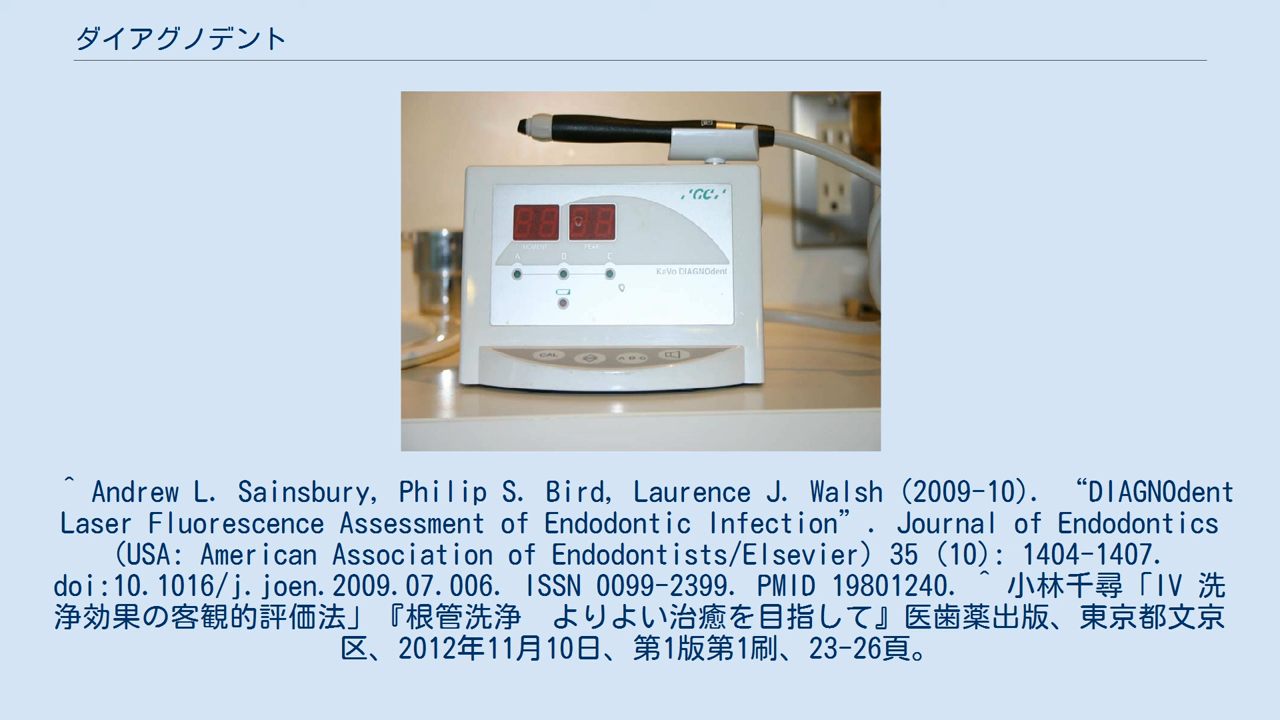 ダイアグノデント
GC
MOMENT PEAK
A B C
KaVo DIAGNOdent
CAL A·B·C
^ Andrew L. Sainsbury, Philip S. Bird, Laurence J. Walsh (2009-10). “DIAGNOdent
Laser Fluorescence Assessment of Endodontic Infection”. Journal of Endodontics
(USA: American Association of Endodontists/Elsevier) 35 (10): 1404-1407.
doi:10.1016/j.joen.2009.07.006. ISSN 0099-2399. PMID 19801240. ^ 小林千尋「IV 洗
浄効果の客観的評価法」『根管洗浄　よりよい治癒を目指して』医歯薬出版、東京都文京
区、2012年11月10日、第1版第1刷、23-26頁。